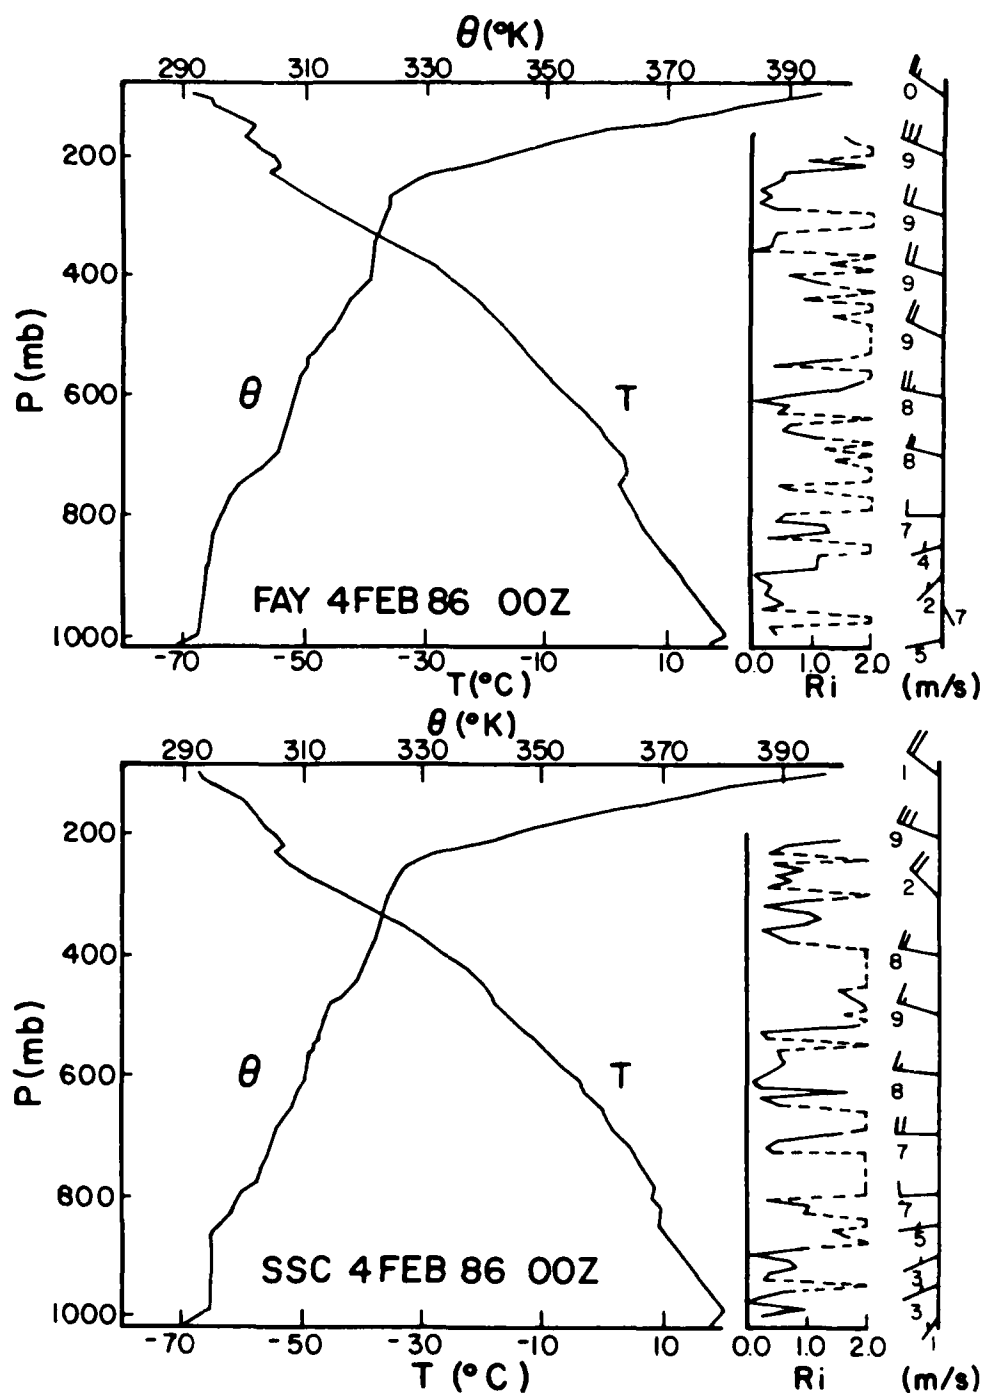 θ(°K)
290 310 330 350 370 390
200
400
600
800
1000
P (mb)
θ
T
FAY 4 FEB 86 00Z
-70 -50 -30 -10 10
T(°C)
0.0 1.0 2.0
Ri
0
9
9
9
9
8
8
7
4
2
7
5
(m/s)
θ (°K)
290 310 330 350 370 390
200
400
600
800
1000
P (mb)
θ
T
SSC 4 FEB 86 00Z
-70 -50 -30 -10 10
T (°C)
0.0 1.0 2.0
Ri
1
9
2
8
9
8
7
7
5
3
3
1
(m/s)